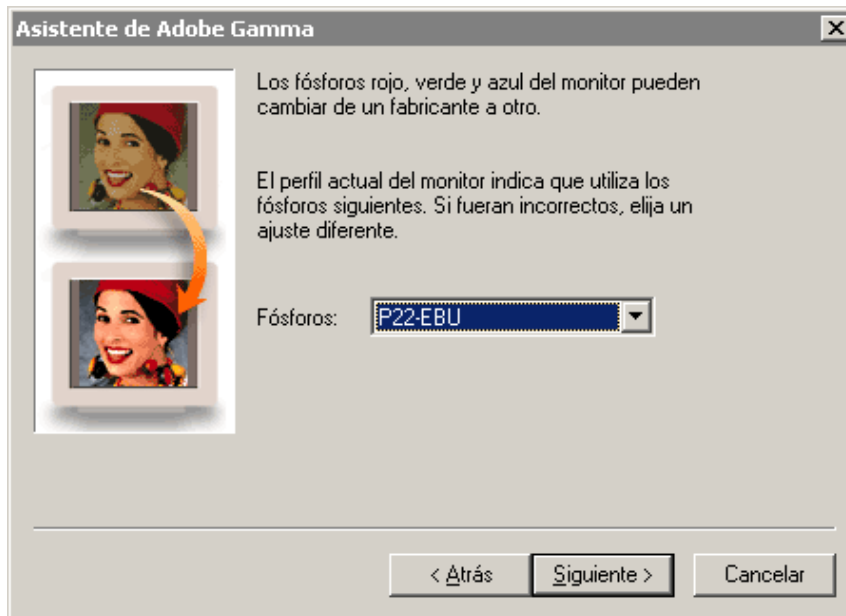 Asistente de Adobe Gamma
Los fósforos rojo, verde y azul del monitor pueden
cambiar de un fabricante a otro.
El perfil actual del monitor indica que utiliza los
fósforos siguientes. Si fueran incorrectos, elija un
ajuste diferente.
Fósforos: P22-EBU
< Atrás Siguiente > Cancelar